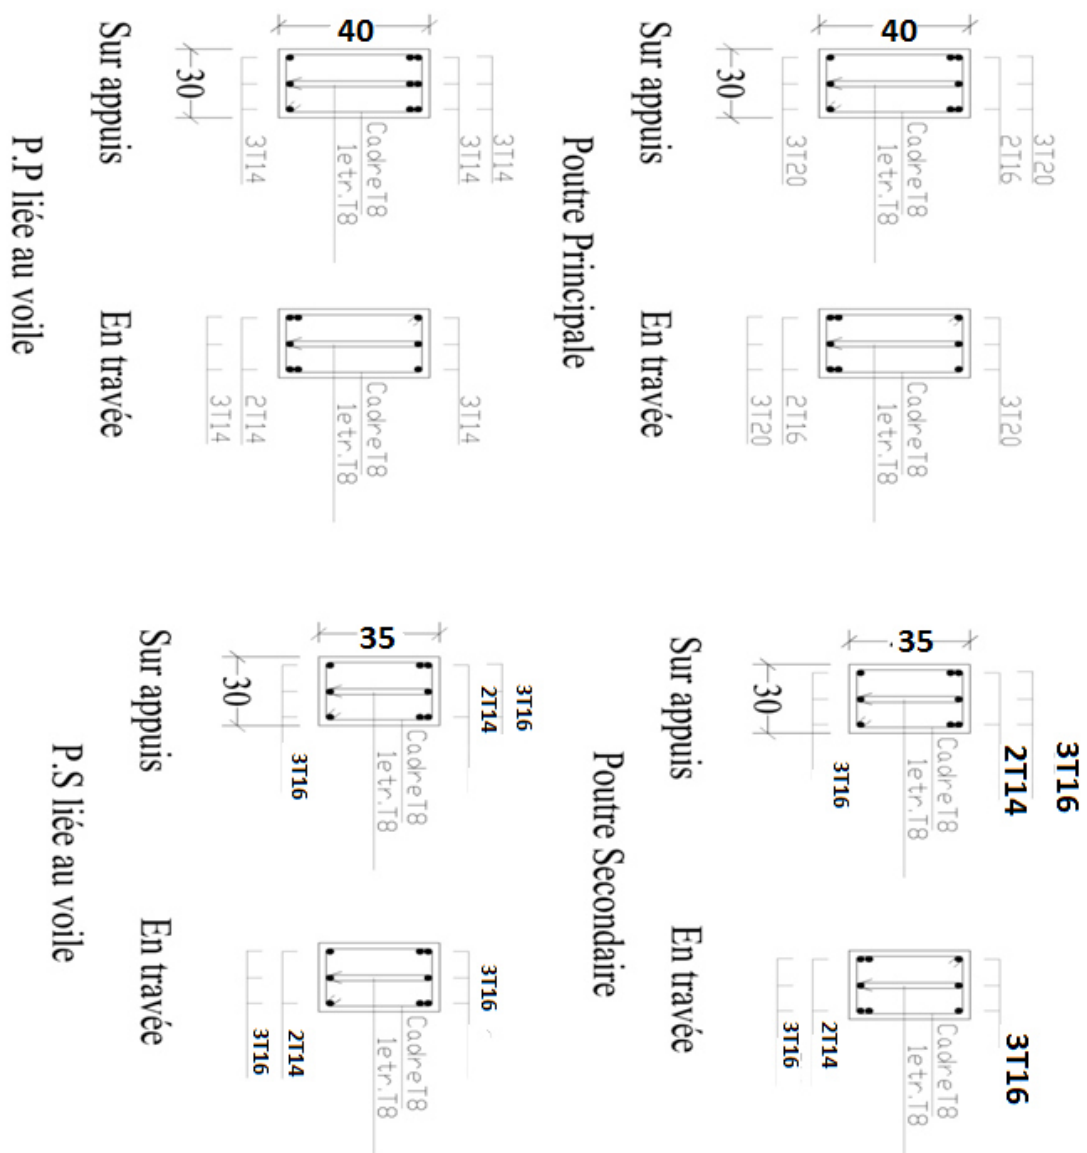 3T20
2T16
40
CadreT8
1etr.T8
3T20
30
Sur appuis
3T20
CadreT8
1etr.T8
2T16
3T20
En travée
Poutre Principale
3T16
2T14
35
CadreT8
1etr.T8
3T16
30
Sur appuis
3T16
CadreT8
1etr.T8
2T14
3T16
En travée
Poutre Secondaire
3T14
3T14
40
CadreT8
1etr.T8
3T14
30
Sur appuis
3T14
CadreT8
1etr.T8
2T14
3T14
En travée
P.P liée au voile
3T16
2T14
35
CadreT8
1etr.T8
3T16
30
Sur appuis
3T16
CadreT8
1etr.T8
2T14
3T16
En travée
P.S liée au voile